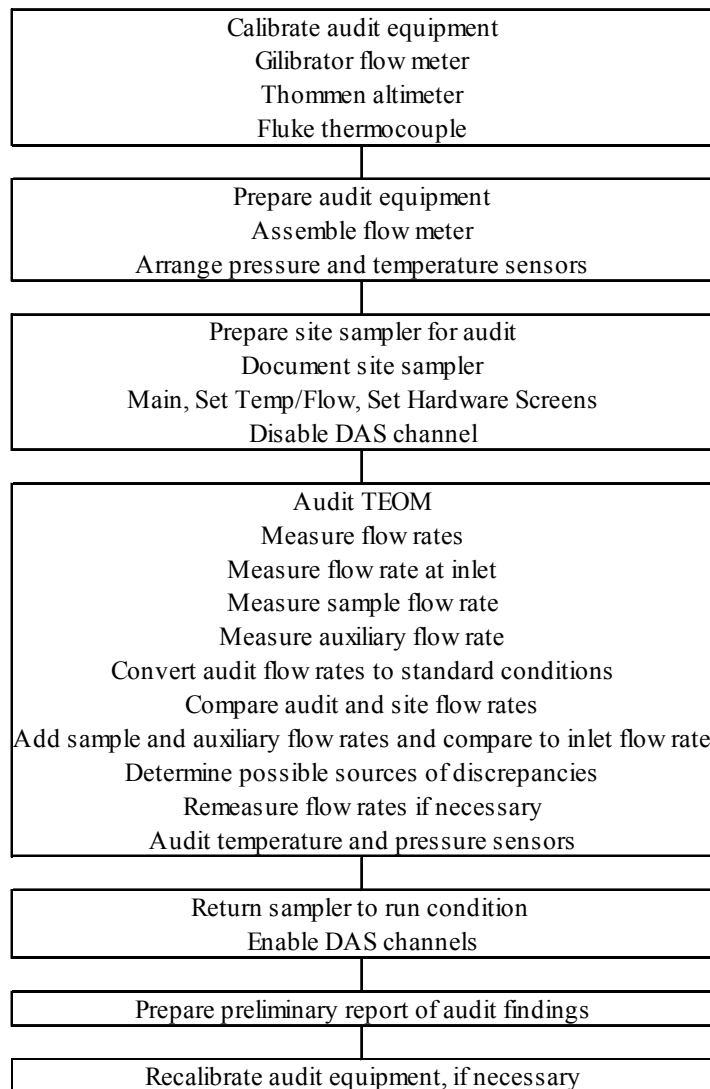 Calibrate audit equipment
Gilibrator flow meter
Thommen altimeter
Fluke thermocouple
Prepare audit equipment
Assemble flow meter
Arrange pressure and temperature sensors
Prepare site sampler for audit
Document site sampler
Main, Set Temp/Flow, Set Hardware Screens
Disable DAS channel
Audit TEOM
Measure flow rates
Measure flow rate at inlet
Measure sample flow rate
Measure auxiliary flow rate
Convert audit flow rates to standard conditions
Compare audit and site flow rates
Add sample and auxiliary flow rates and compare to inlet flow rate
Determine possible sources of discrepancies
Remeasure flow rates if necessary
Audit temperature and pressure sensors
Return sampler to run condition
Enable DAS channels
Prepare preliminary report of audit findings
Recalibrate audit equipment, if necessary